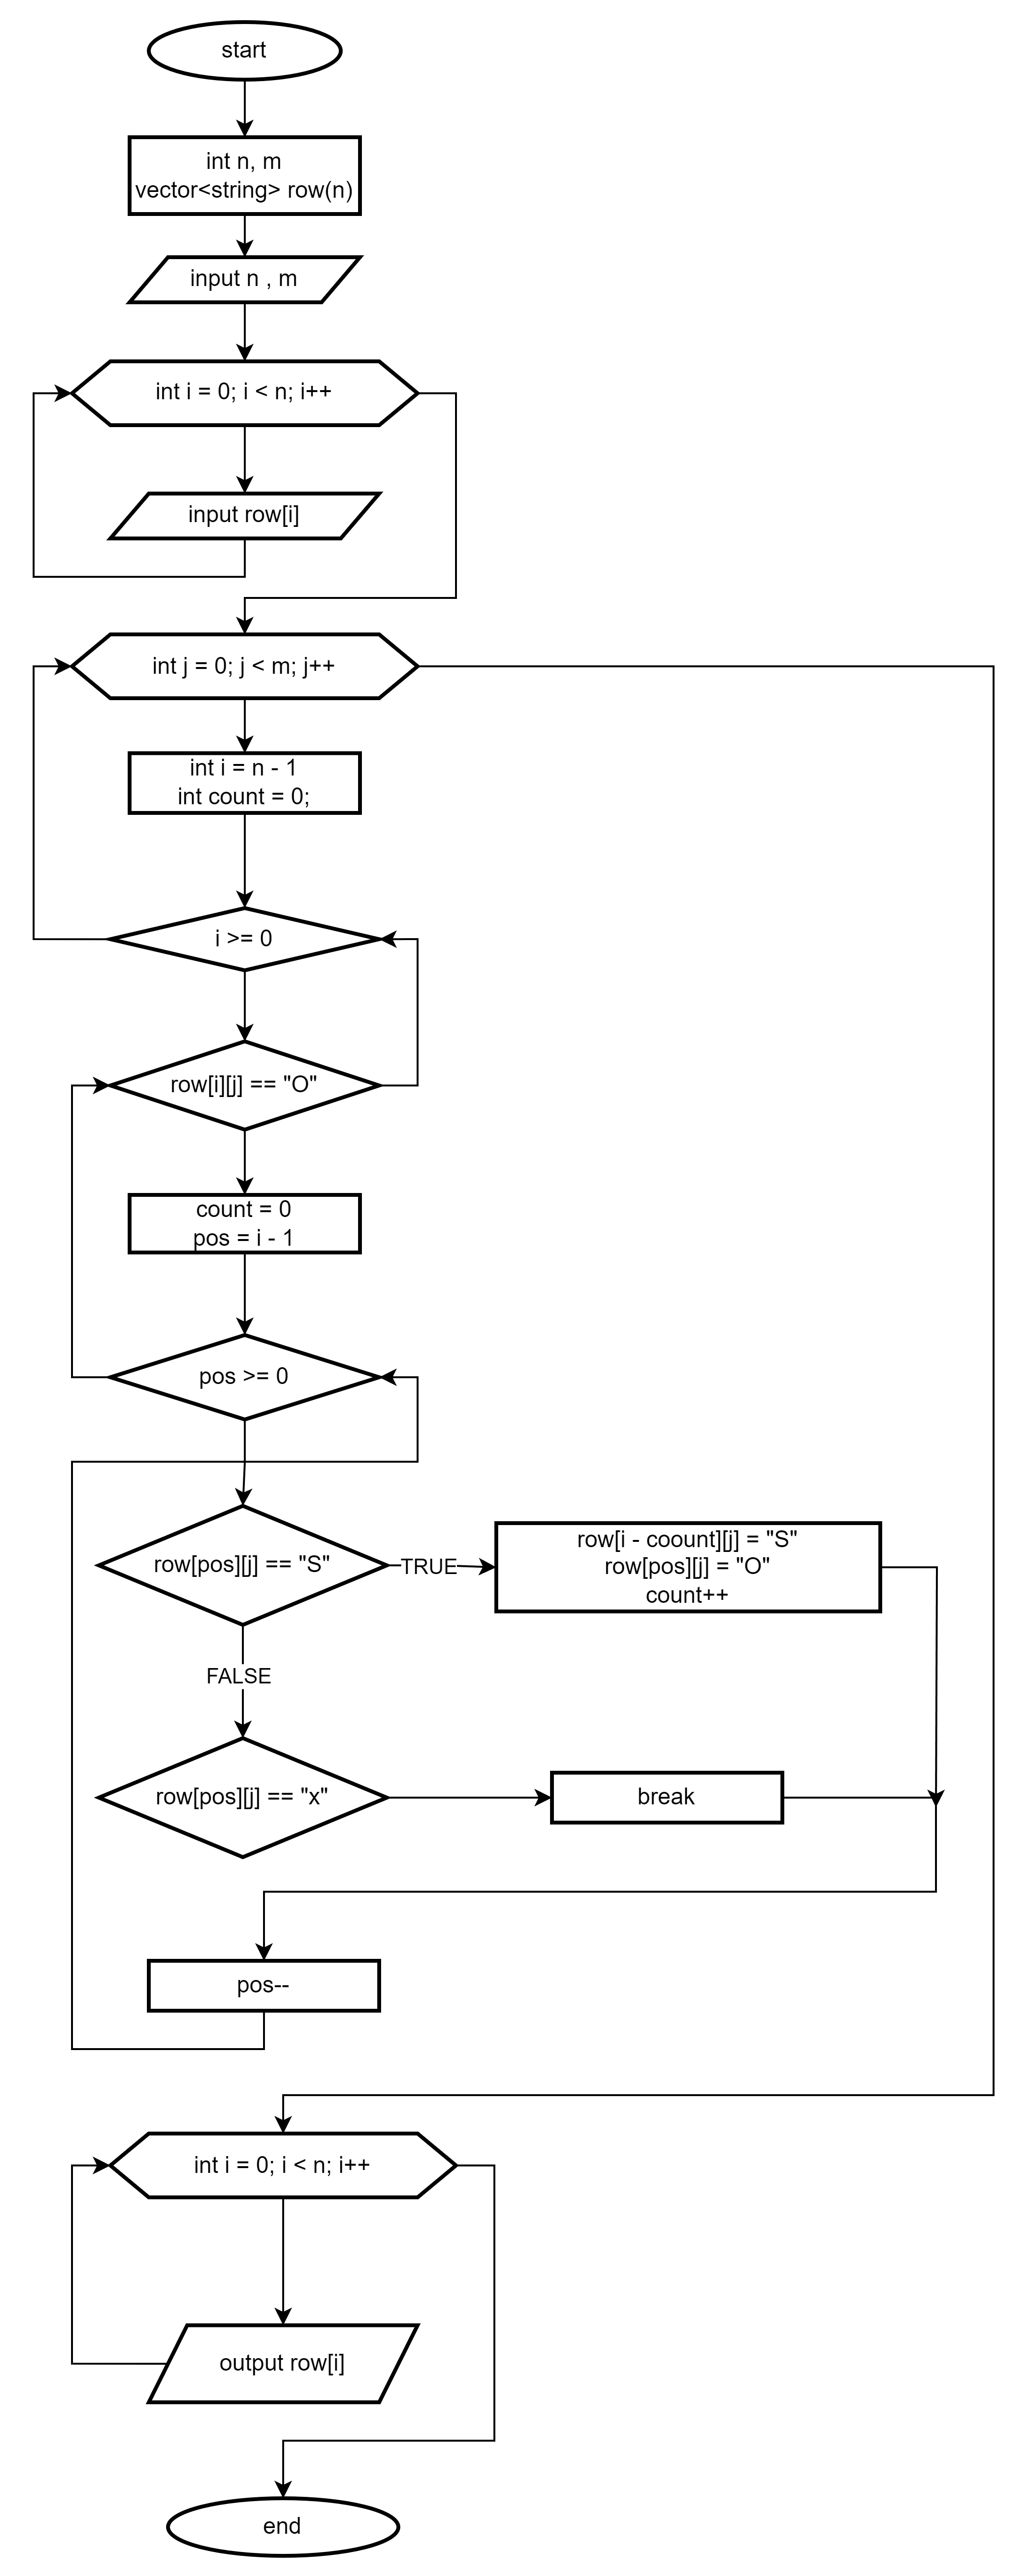 start
int n, m
vector<string> row(n)
input n , m
int i = 0; i < n; i++
input row[i]
int j = 0; j < m; j++
int i = n - 1
int count = 0;
i >= 0
row[i][j] == "O"
count = 0
pos = i - 1
pos >= 0
row[pos][j] == "S"
TRUE
row[i - coount][j] = "S"
row[pos][j] = "O"
count++
FALSE
row[pos][j] == "x"
break
pos--
int i = 0; i < n; i++
output row[i]
end